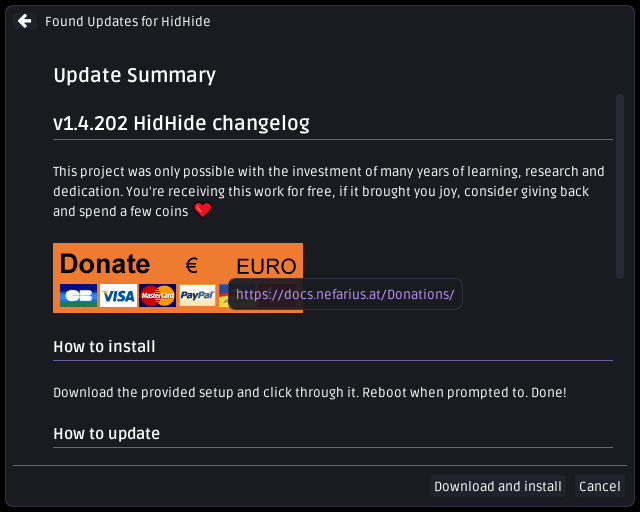 Found Updates for HidHide
Update Summary
v1.4.202 HidHide changelog
This project was only possible with the investment of many years of learning, research and
dedication. You're receiving this work for free, if it brought you joy, consider giving back
and spend a few coins
Donate € EURO
CB VISA MasterCard PayPal
https://docs.nefarius.at/Donations/
How to install
Download the provided setup and click through it. Reboot when prompted to. Done!
How to update
Download and install Cancel